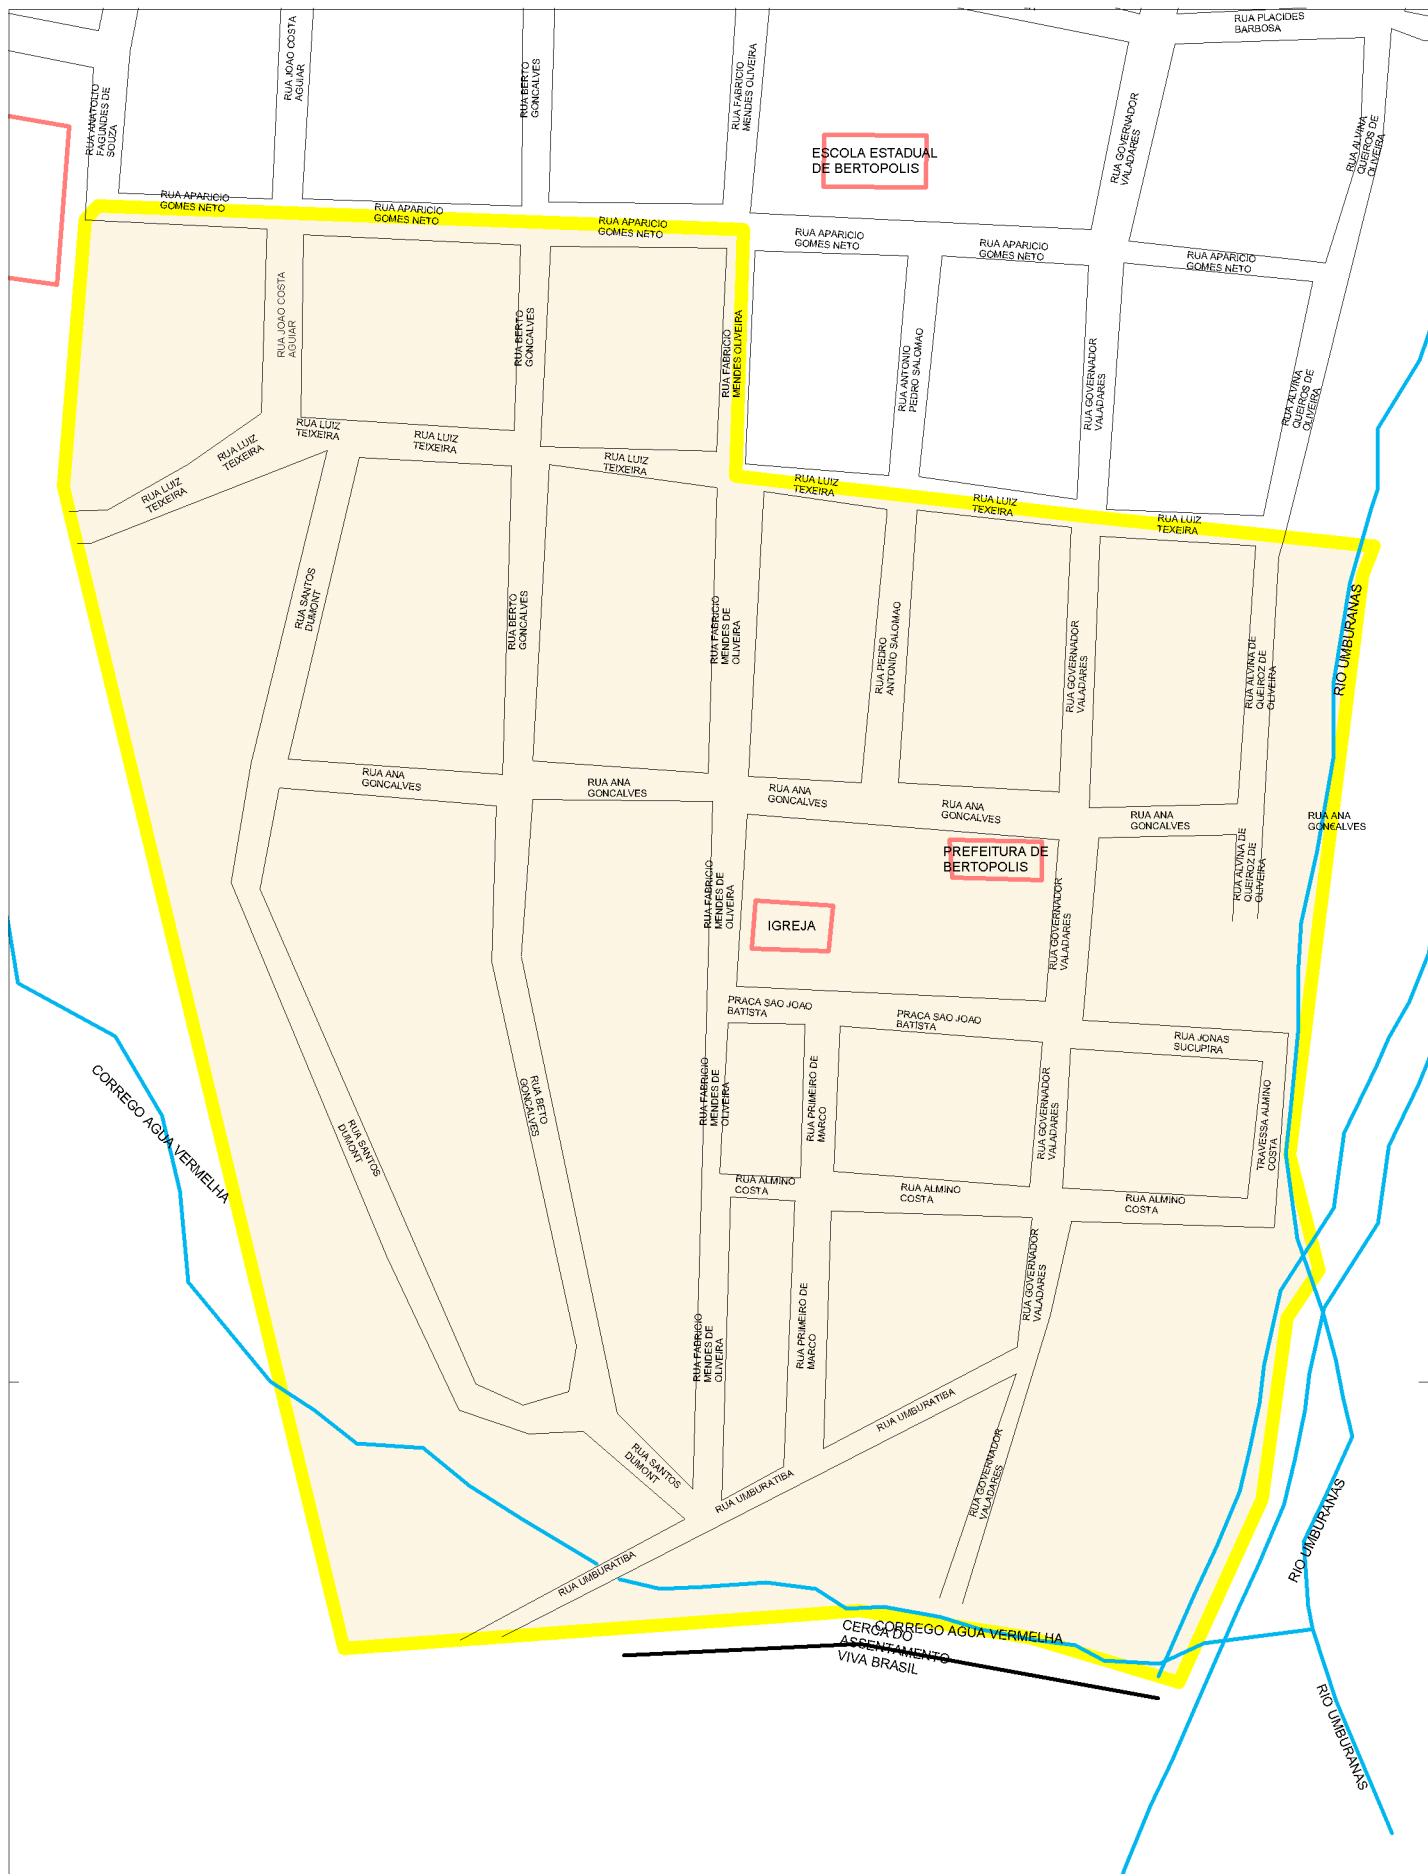 RUA PLACIDES
BARBOSA
RUA JOAO COSTA
AGUIAR
RUA BERTO
GONCALVES
RUA FABRICIO
MENDES OLIVEIRA
RUA ANATOLIO
FAGUNDES DE
SOUZA
RUA GOVERNADOR
VALADARES
RUA ALVINA
QUEIROS DE
OLIVEIRA
ESCOLA ESTADUAL
DE BERTOPOLIS
RUA APARICIO
GOMES NETO
RUA APARICIO
GOMES NETO
RUA APARICIO
GOMES NETO
RUA APARICIO
GOMES NETO
RUA APARICIO
GOMES NETO
RUA APARICIO
GOMES NETO
RUA JOAO COSTA
AGUIAR
RUA BERTO
GONCALVES
RUA FABRICIO
MENDES OLIVEIRA
RUA ANTONIO
PEDRO SALOMAO
RUA GOVERNADOR
VALADARES
RUA ALVINA
QUEIROS DE
OLIVEIRA
RUA LUIZ
TEIXEIRA
RUA LUIZ
TEIXEIRA
RUA LUIZ
TEIXEIRA
RUA LUIZ
TEIXEIRA
RUA LUIZ
TEIXEIRA
RUA LUIZ
TEXEIRA
RUA LUIZ
TEXEIRA
RUA LUIZ
TEXEIRA
RUA SANTOS
DUMONT
RUA BERTO
GONCALVES
RUA FABRICIO
MENDES DE
OLIVEIRA
RUA PEDRO
ANTONIO SALOMAO
RUA GOVERNADOR
VALADARES
RUA ALVINA DE
QUEIROZ DE
OLIVEIRA
RIO UMBURANAS
RUA ANA
GONCALVES
RUA ANA
GONCALVES
RUA ANA
GONCALVES
RUA ANA
GONCALVES
RUA ANA
GONCALVES
RUA ANA
GONCALVES
PREFEITURA DE
BERTOPOLIS
RUA FABRICIO
MENDES DE
OLIVEIRA
IGREJA
RUA GOVERNADOR
VALADARES
RUA ALVINA DE
QUEIROZ DE
OLIVEIRA
PRACA SAO JOAO
BATISTA
PRACA SAO JOAO
BATISTA
RUA JONAS
SUCUPIRA
CORREGO AGUA VERMELHA
RUA SANTOS
DUMONT
RUA BETO
GONCALVES
RUA FABRICIO
MENDES DE
OLIVEIRA
RUA PRIMEIRO DE
MARCO
RUA GOVERNADOR
VALADARES
TRAVESSA ALMINO
COSTA
RUA ALMINO
COSTA
RUA ALMINO
COSTA
RUA ALMINO
COSTA
RUA FABRICIO
MENDES DE
OLIVEIRA
RUA PRIMEIRO DE
MARCO
RUA GOVERNADOR
VALADARES
RUA UMBURATIBA
RUA SANTOS
DUMONT
RUA UMBURATIBA
RUA GOVERNADOR
VALADARES
RIO UMBURANAS
RUA UMBURATIBA
CORREGO AGUA VERMELHA
CERCA DO
ASSENTAMENTO
VIVA BRASIL
RIO UMBURANAS